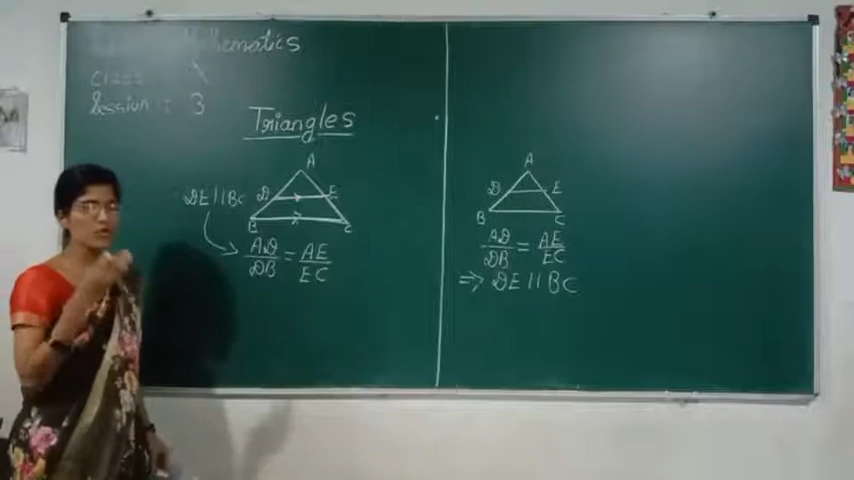 Mathematics
Class : X
Session : 3
Triangles
A
DE||BC D E
B C
AD/DB = AE/EC
A
D E
B C
AD/DB = AE/EC
⇒ DE||BC